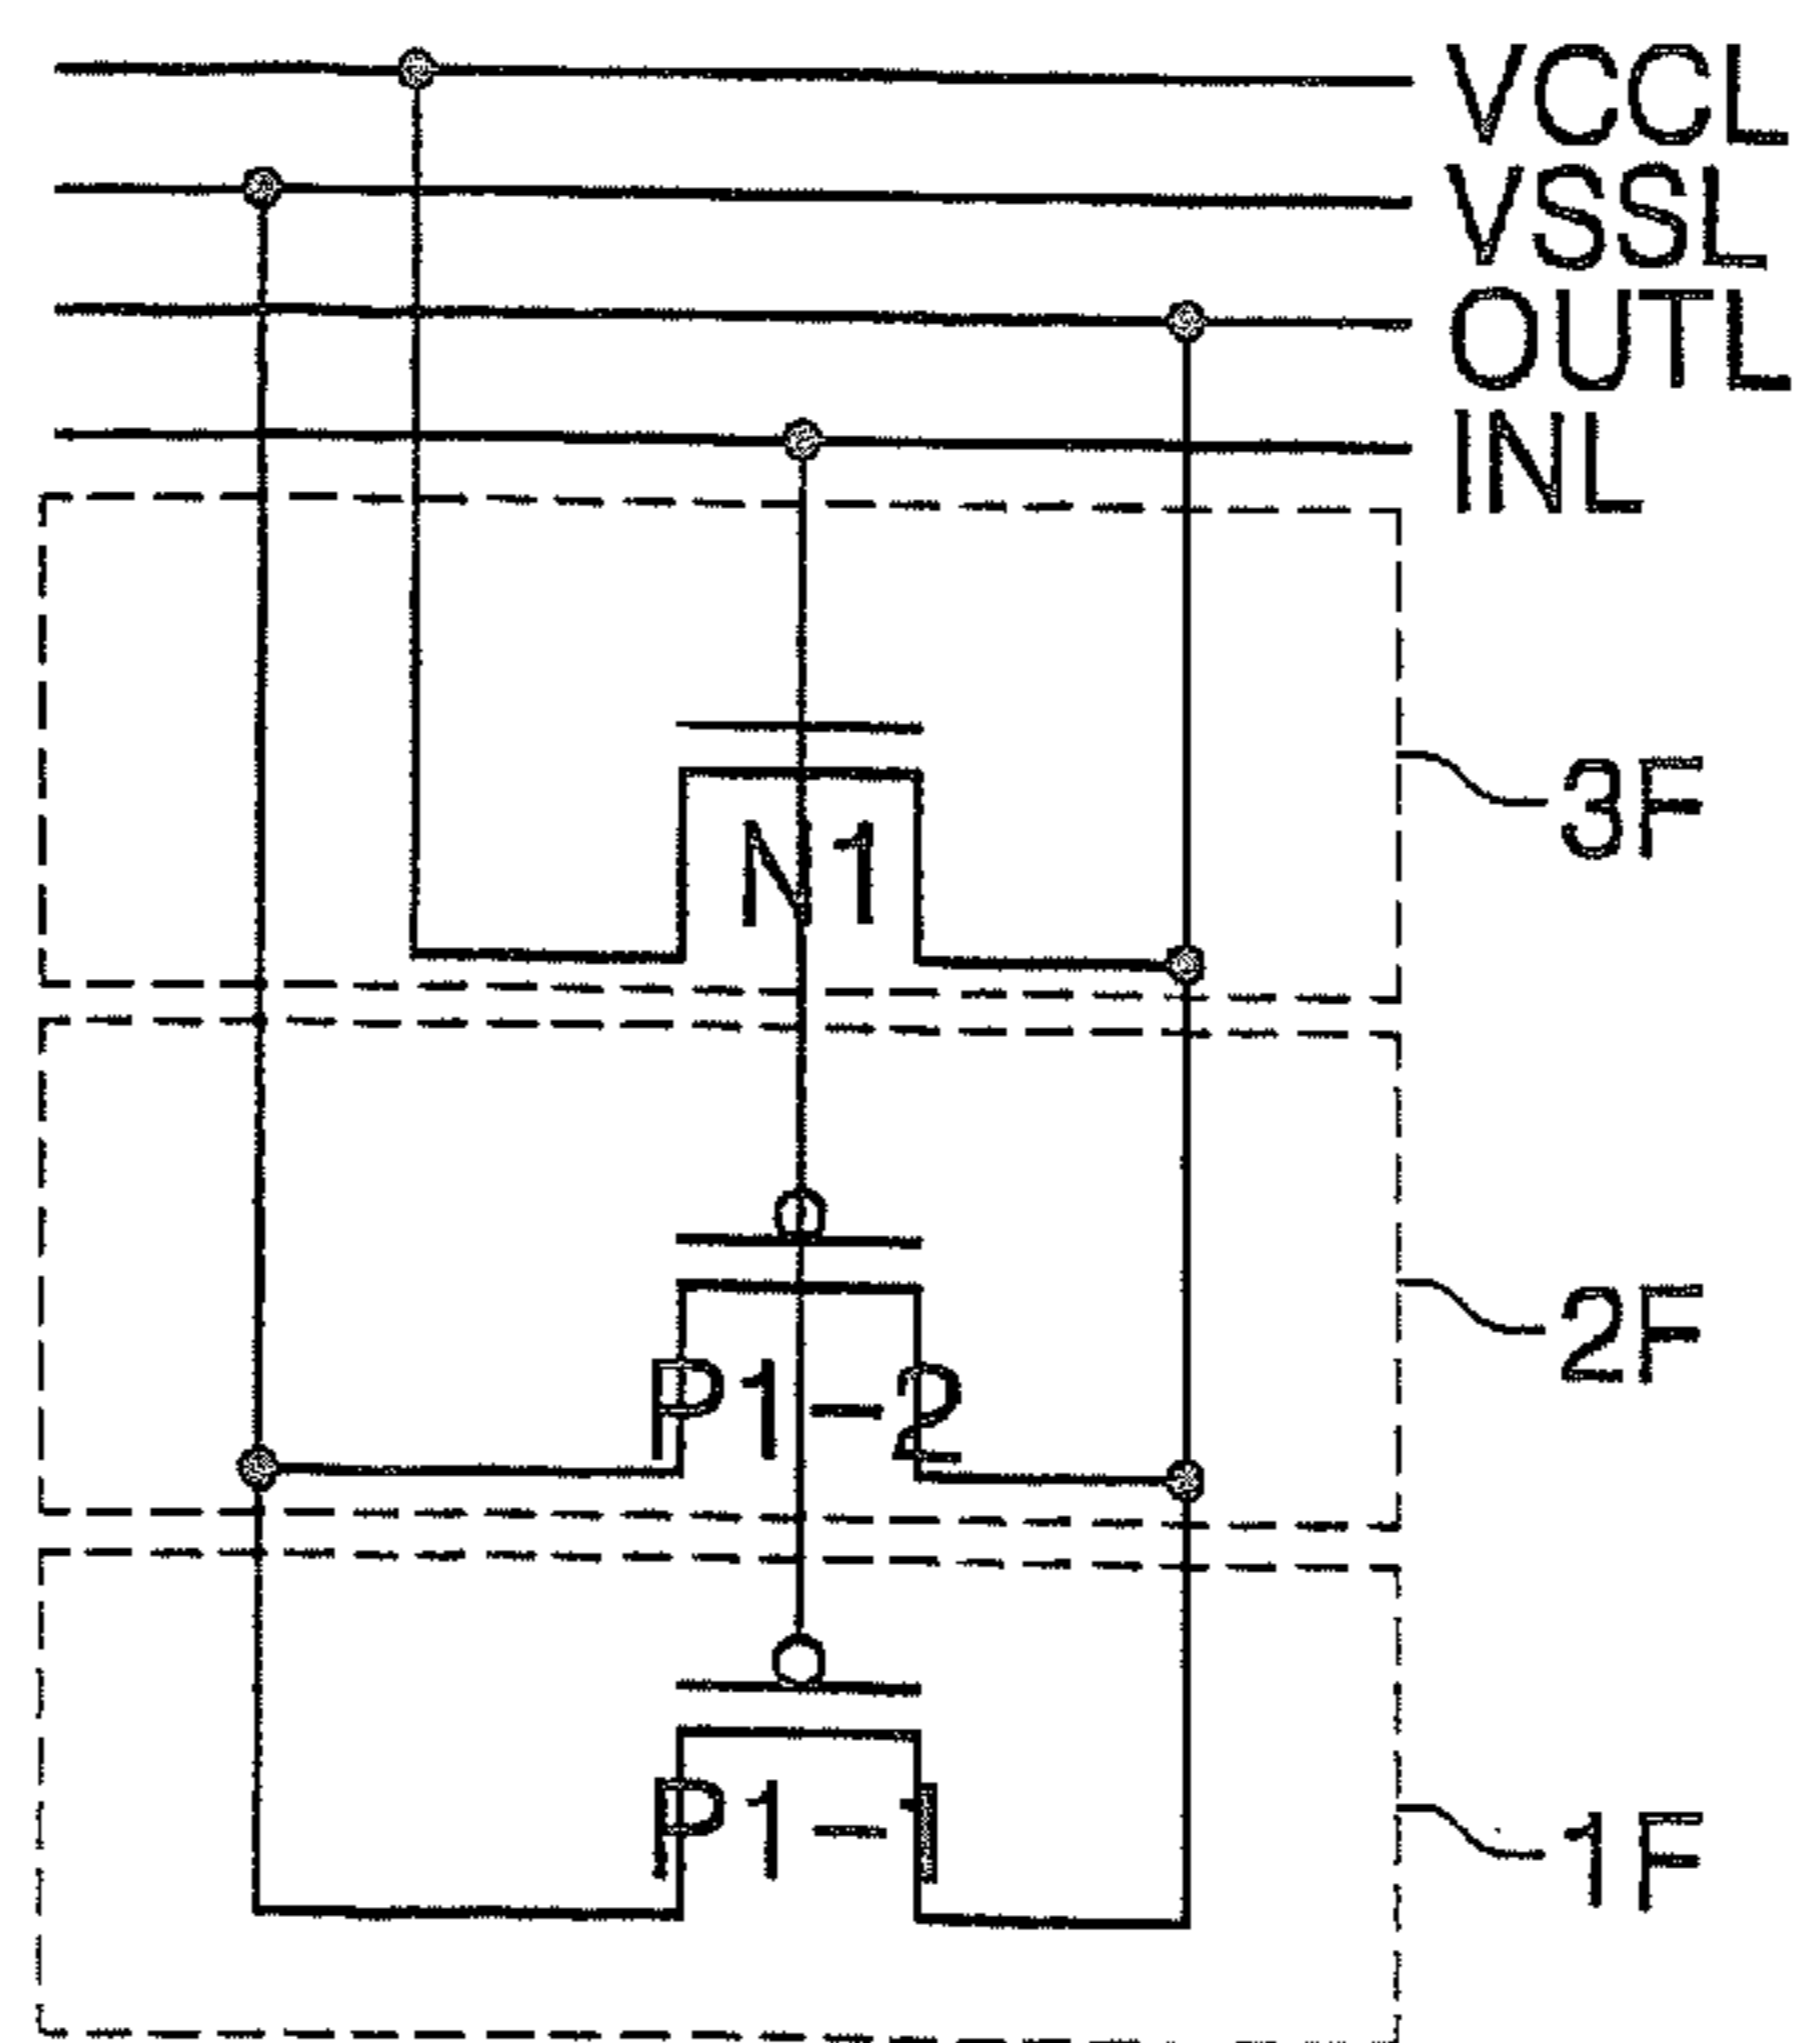 VCCL
VSSL
OUTL
INL
3F
N1
2F
P1-2
1F
P1-1